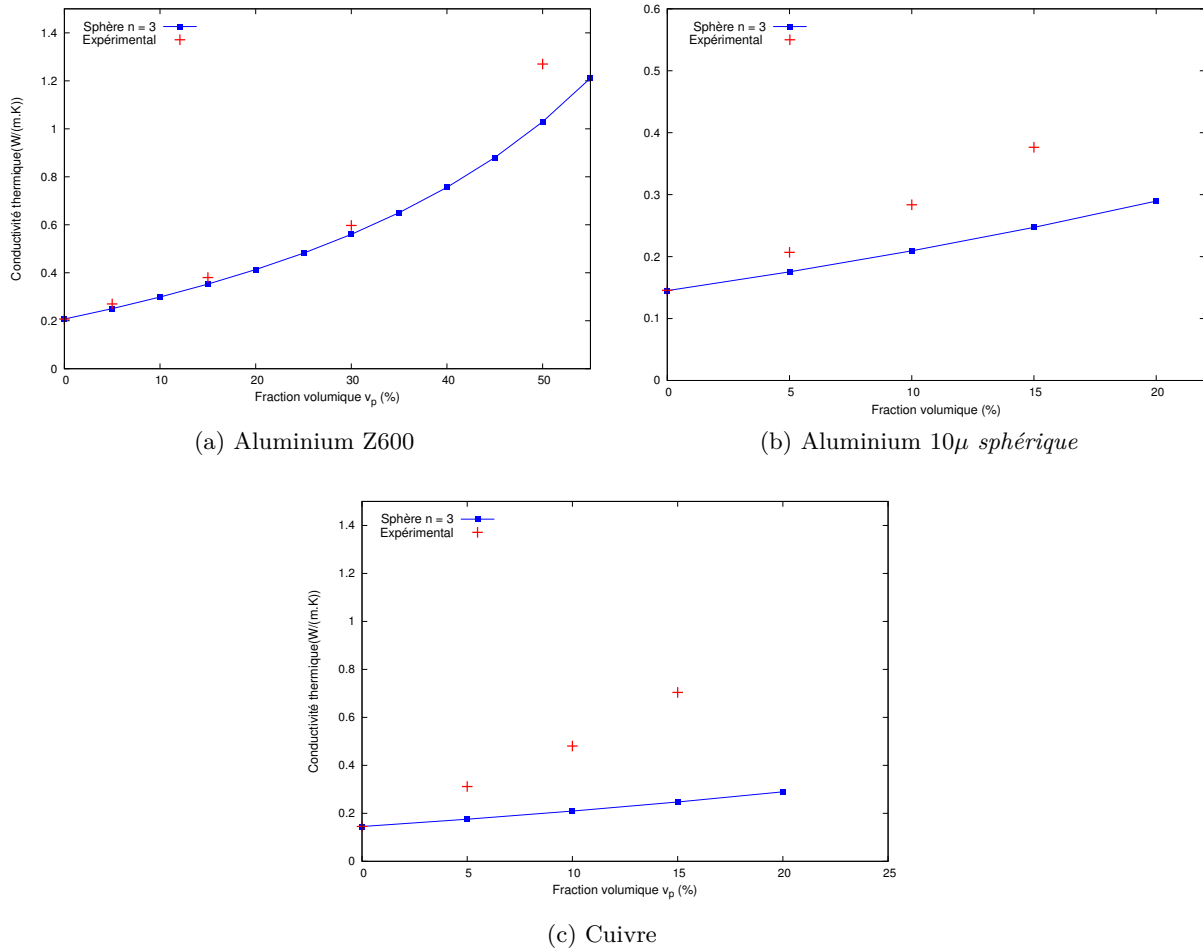 Sphère n = 3
Expérimental
1.4
1.2
1
0.8
0.6
0.4
0.2
0
Conductivité thermique(W/(m.K))
0 10 20 30 40 50
Fraction volumique v_p (%)
(a) Aluminium Z600
Sphère n = 3
Expérimental
0.6
0.5
0.4
0.3
0.2
0.1
0
Conductivité thermique(W/(m.K))
0 5 10 15 20
Fraction volumique (%)
(b) Aluminium 10μ sphérique
Sphère n = 3
Expérimental
1.4
1.2
1
0.8
0.6
0.4
0.2
0
Conductivité thermique(W/(m.K))
0 5 10 15 20 25
Fraction volumique v_p (%)
(c) Cuivre